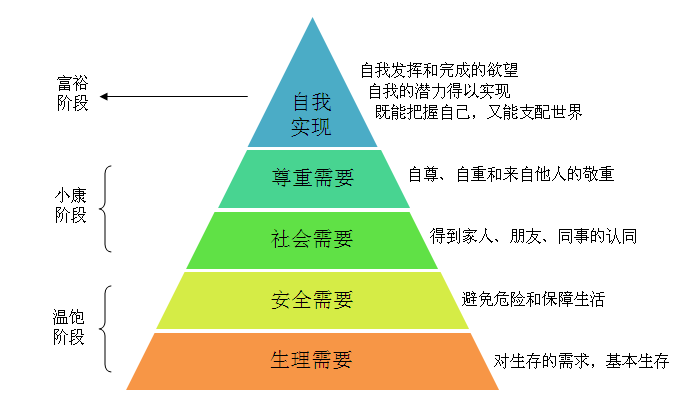 富裕
阶段
自我
实现
自我发挥和完成的欲望
自我的潜力得以实现
既能把握自己，又能支配世界
小康
阶段
尊重需要
自尊、自重和来自他人的敬重
社会需要
得到家人、朋友、同事的认同
温饱
阶段
安全需要
避免危险和保障生活
生理需要
对生存的需求，基本生存